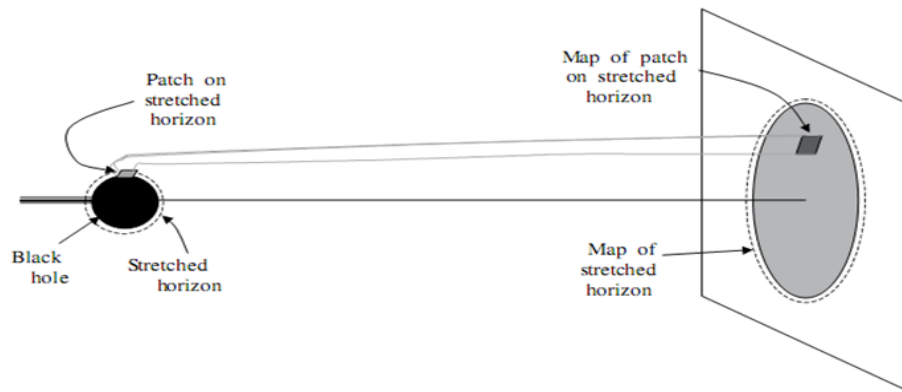 Patch on
stretched
horizon
Map of patch
on stretched
horizon
Black
hole
Stretched
horizon
Map of
stretched
horizon